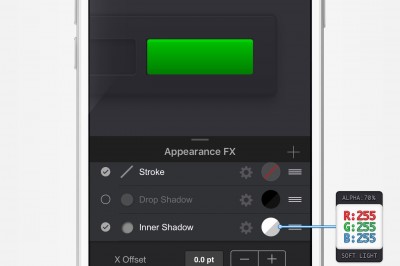 Appearance FX
Stroke
Drop Shadow
Inner Shadow
X Offset
0.0 pt
ALPHA:70%
R:255
G:255
B:255
SOFT LIGHT